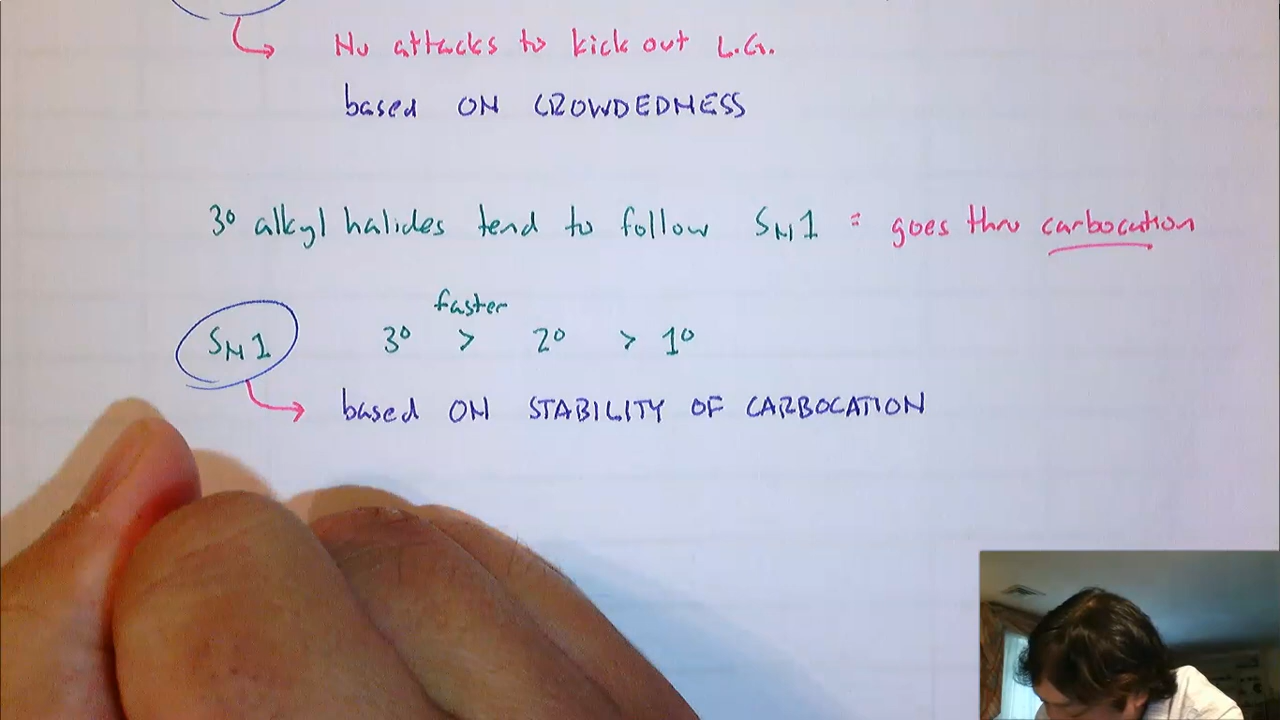 Nu attacks to kick out L.G.
based ON CROWDEDNESS
3° alkyl halides tend to follow SN1 = goes thru carbocation
faster
SN1 3° > 2° > 1°
based ON STABILITY OF CARBOCATION